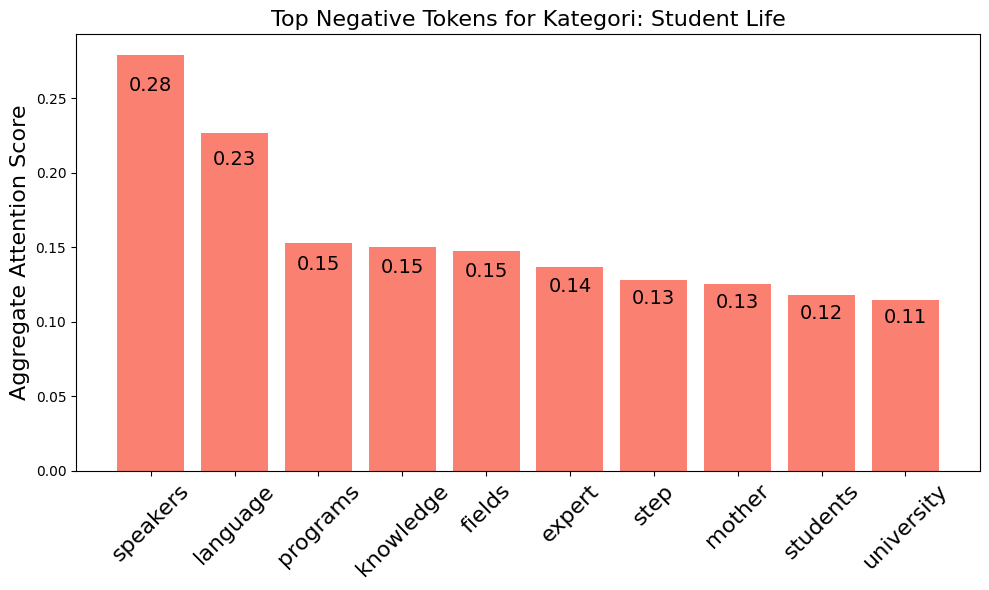 Top Negative Tokens for Kategori: Student Life
Aggregate Attention Score
0.25
0.20
0.15
0.10
0.05
0.00
0.28
0.23
0.15
0.15
0.15
0.14
0.13
0.13
0.12
0.11
speakers
language
programs
knowledge
fields
expert
step
mother
students
university